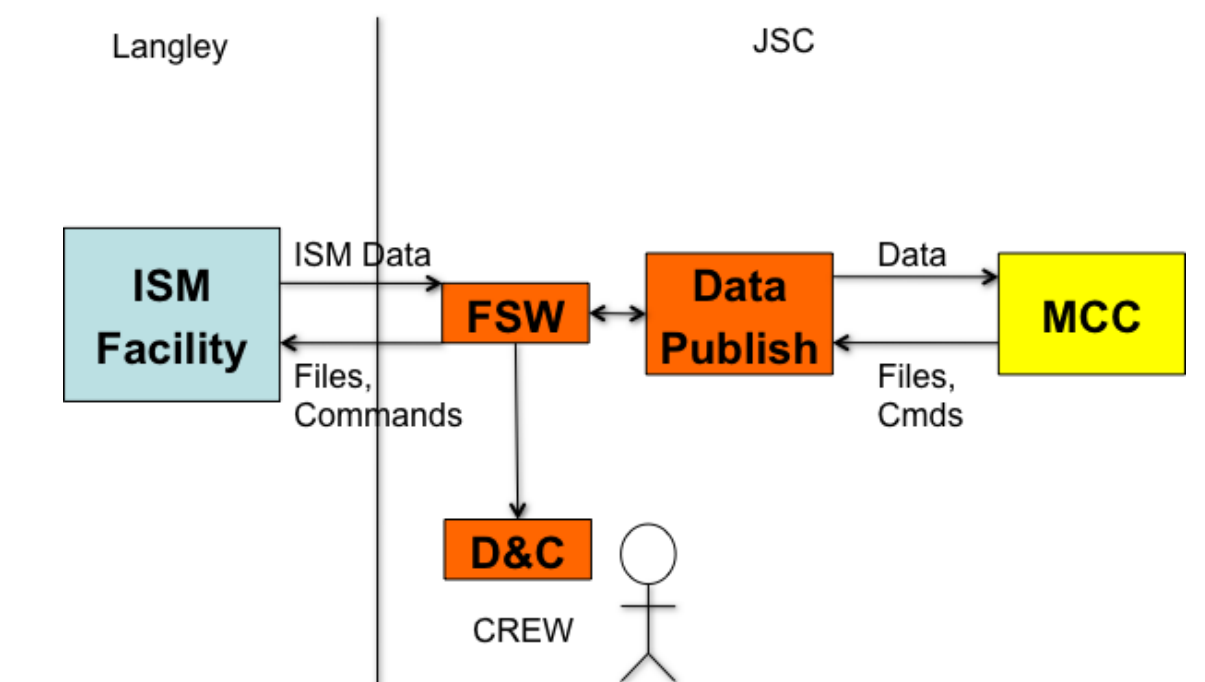 Langley
JSC
ISM Data
Data
ISM
Facility
FSW
Data
Publish
MCC
Files,
Commands
Files,
Cmds
D&C
CREW